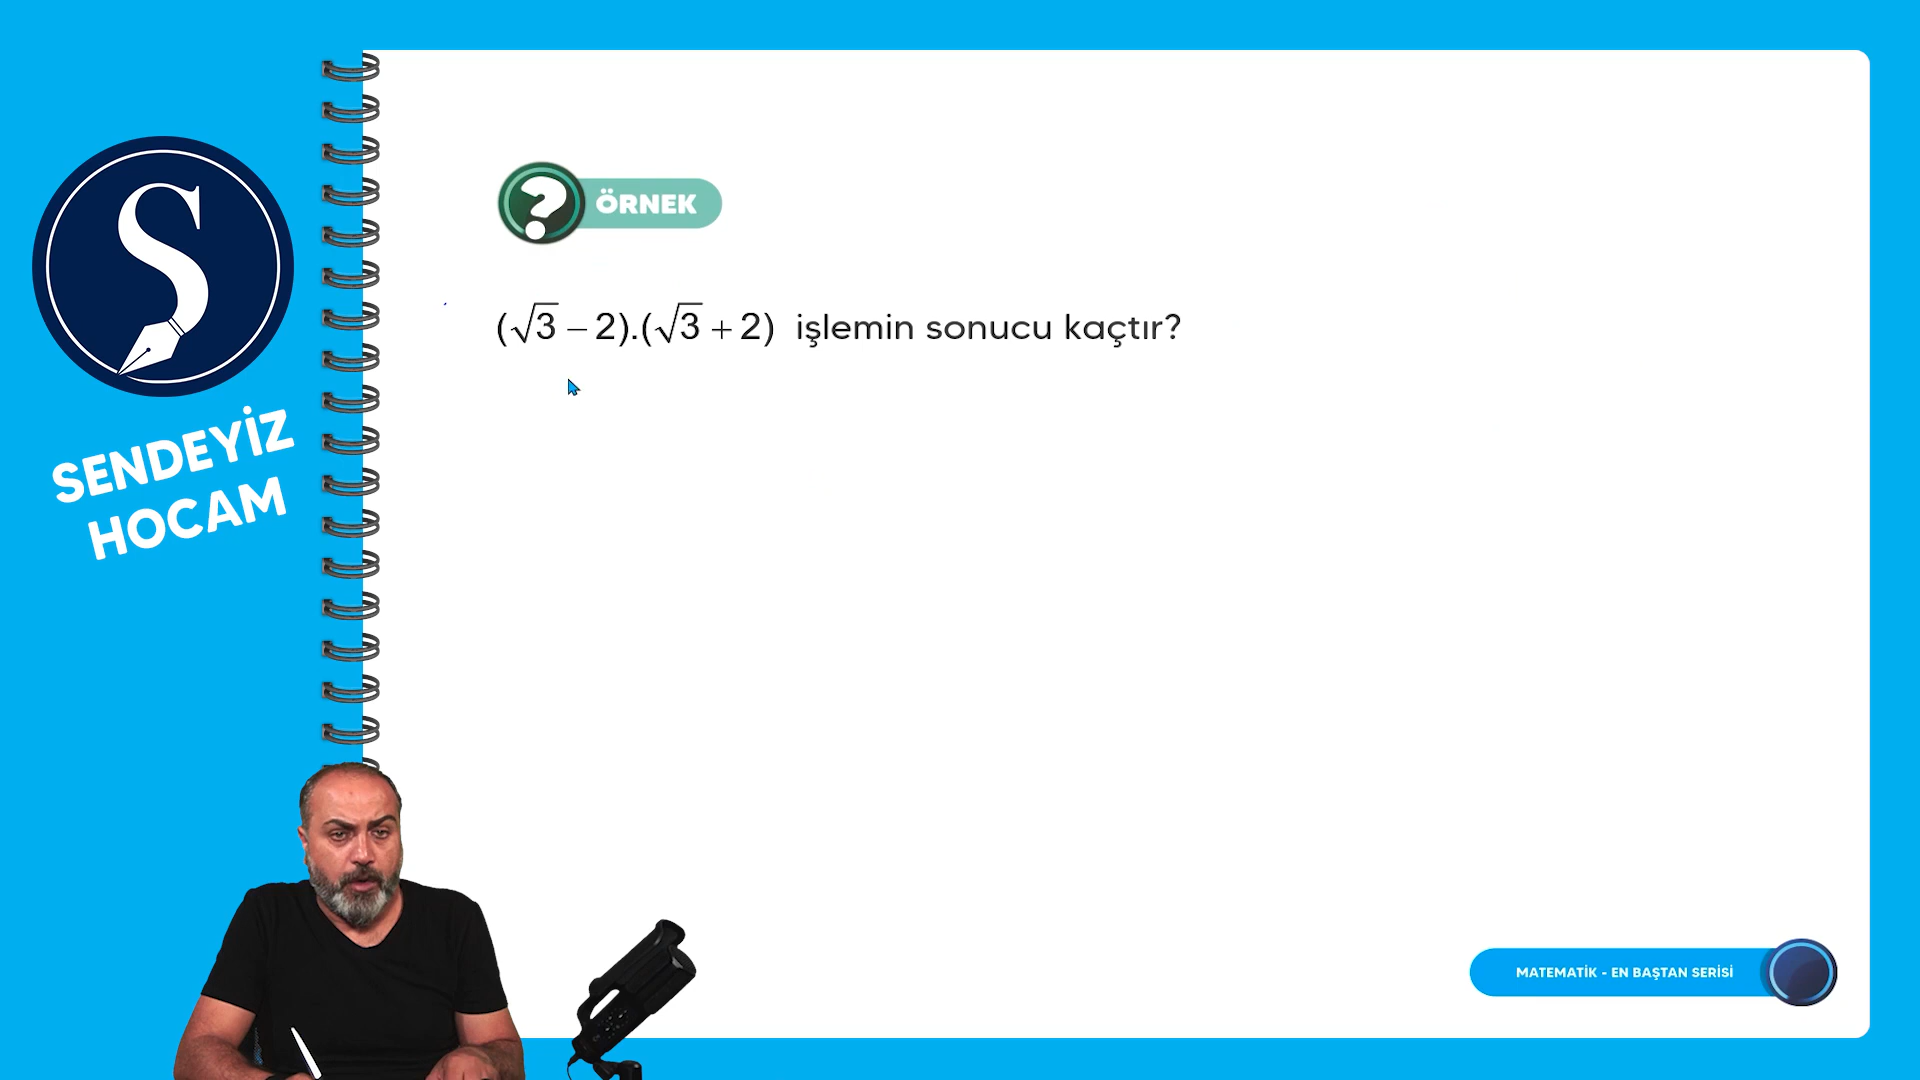 SENDEYİZ
HOCAM
ÖRNEK
(√3 − 2).(√3 + 2) işlemin sonucu kaçtır?
MATEMATİK - EN BAŞTAN SERİSİ